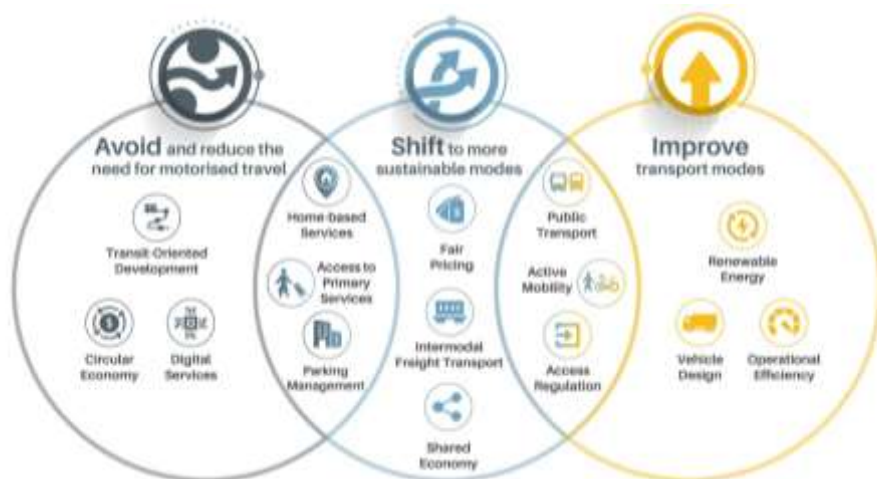 Avoid and reduce the
need for motorised travel
Transit-Oriented
Development
Circular
Economy
Digital
Services
Home-based
Services
Access to
Primary
Services
Parking
Management
Shift to more
sustainable modes
Fair
Pricing
Intermodal
Freight Transport
Shared
Economy
Public
Transport
Active
Mobility
Access
Regulation
Improve
transport modes
Renewable
Energy
Vehicle
Design
Operational
Efficiency